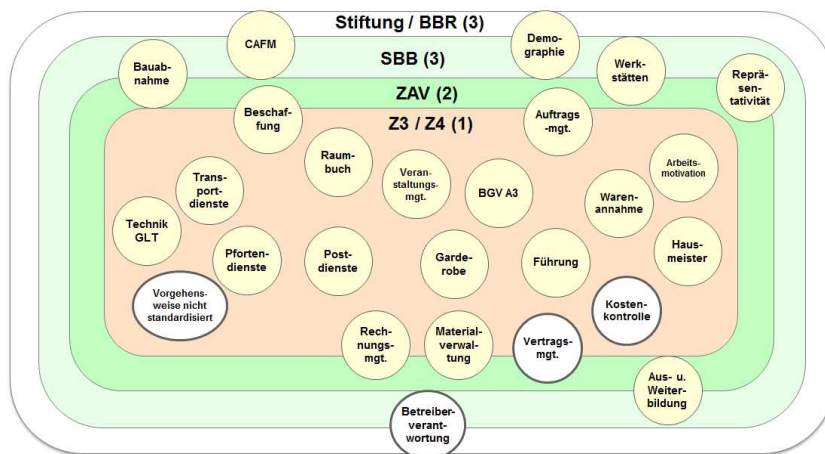 Stiftung / BBR (3)
CAFM
Demo-
graphie
SBB (3)
Bauab-
nahme
Werk-
stätten
Reprä-
sen-
tativität
ZAV (2)
Beschaf-
fung
Auftrags
-mgt.
Z3 / Z4 (1)
Raum-
buch
Veran-
staltungs-
mgt.
BGV A3
Arbeits-
motivation
Trans-
port-
dienste
Waren-
annahme
Technik
GLT
Pforten-
dienste
Post-
dienste
Garde-
robe
Führung
Haus-
meister
Vorgehens-
weise nicht
standardisiert
Kosten-
kontrolle
Rech-
nungs-
mgt.
Material-
verwal-
tung
Vertrags-
mgt.
Aus- u.
Weiter-
bildung
Betreiber-
verant-
wortung